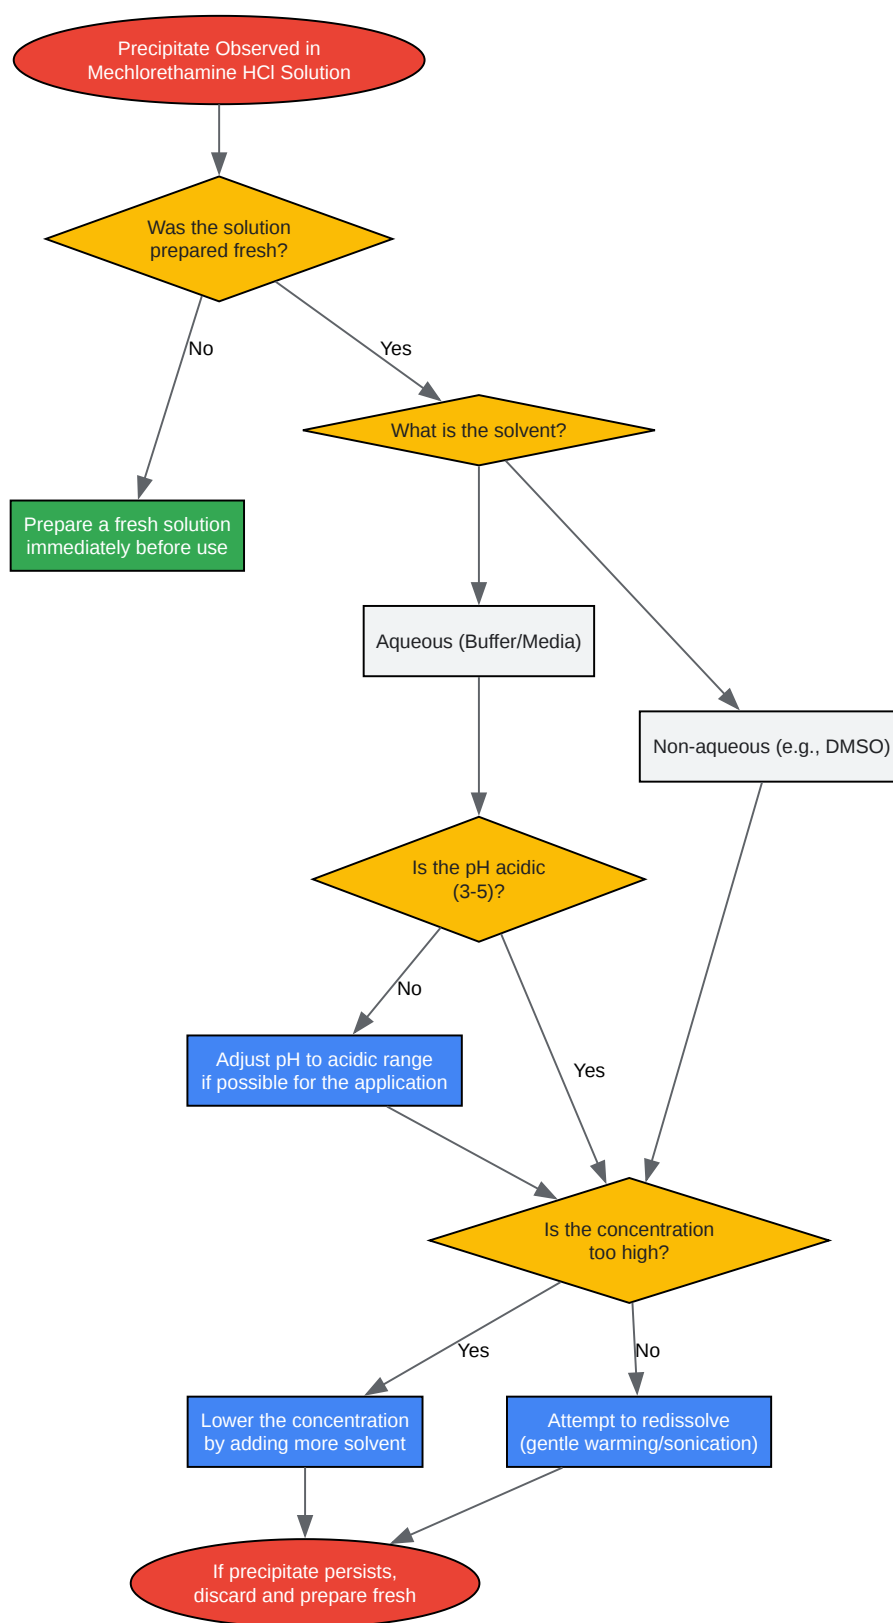 Precipitate Observed in
Mechlorethamine HCl Solution
Was the solution
prepared fresh?
No
Yes
What is the solvent?
Prepare a fresh solution
immediately before use
Aqueous (Buffer/Media)
Non-aqueous (e.g., DMSO)
Is the pH acidic
(3-5)?
No
Adjust pH to acidic range
if possible for the application
Yes
Is the concentration
too high?
Yes
No
Lower the concentration
by adding more solvent
Attempt to redissolve
(gentle warming/sonication)
If precipitate persists,
discard and prepare fresh